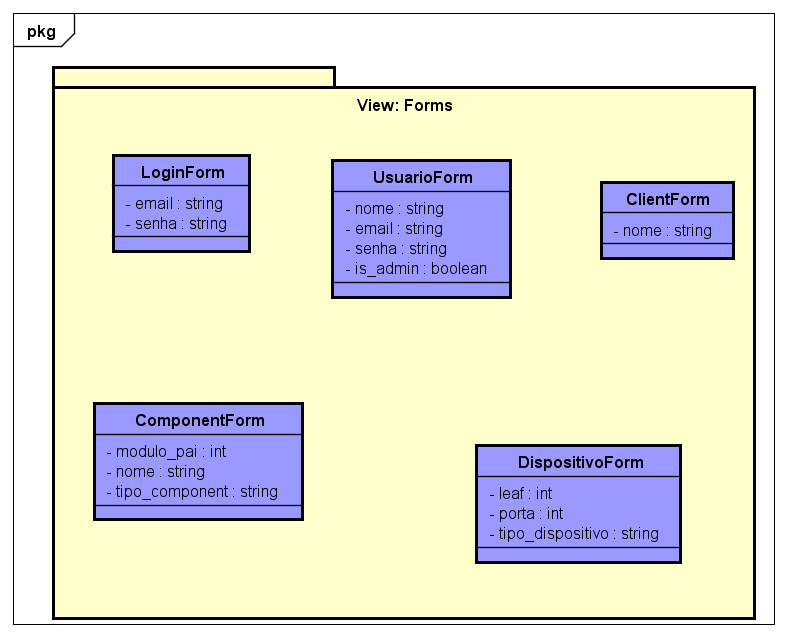 pkg
View: Forms
LoginForm
- email : string
- senha : string
UsuarioForm
- nome : string
- email : string
- senha : string
- is_admin : boolean
ClientForm
- nome : string
ComponentForm
- modulo_pai : int
- nome : string
- tipo_component : string
DispositivoForm
- leaf : int
- porta : int
- tipo_dispositivo : string